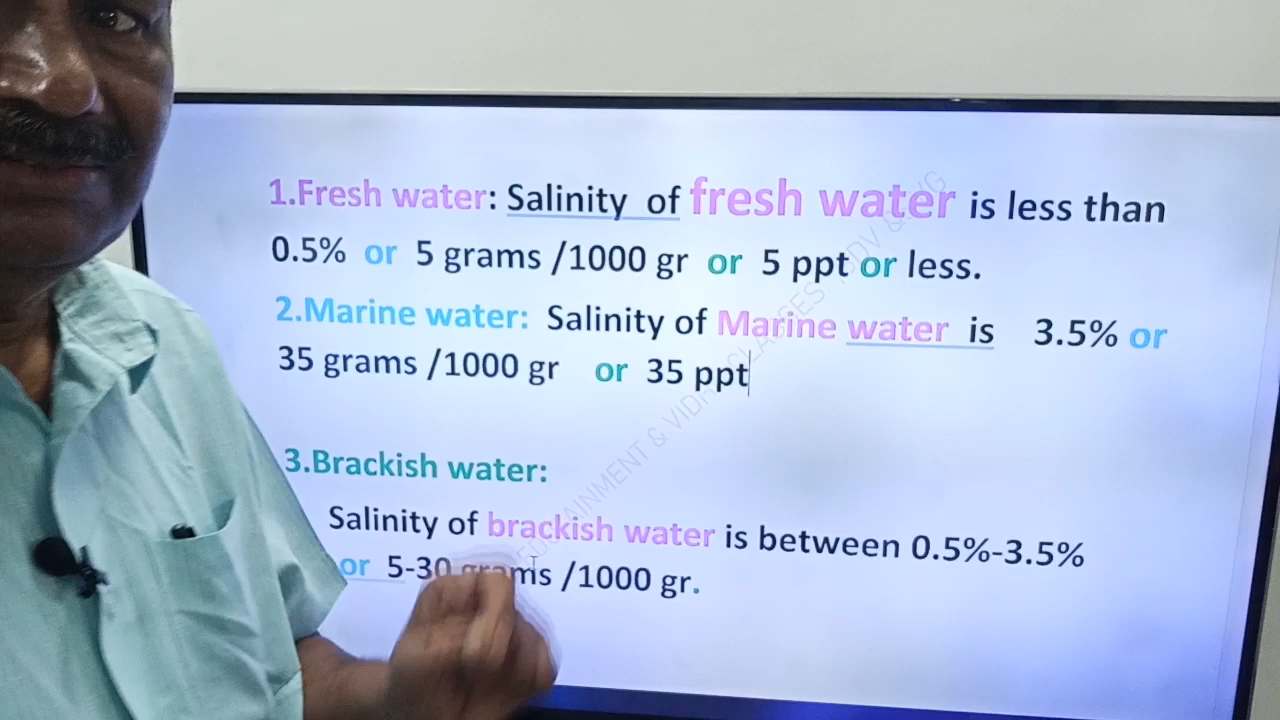 1.Fresh water: Salinity of fresh water is less than
0.5% or 5 grams /1000 gr or 5 ppt or less.
2.Marine water: Salinity of Marine water is 3.5% or
35 grams /1000 gr or 35 ppt
3.Brackish water:
Salinity of brackish water is between 0.5%-3.5%
or 5-30 grams /1000 gr.